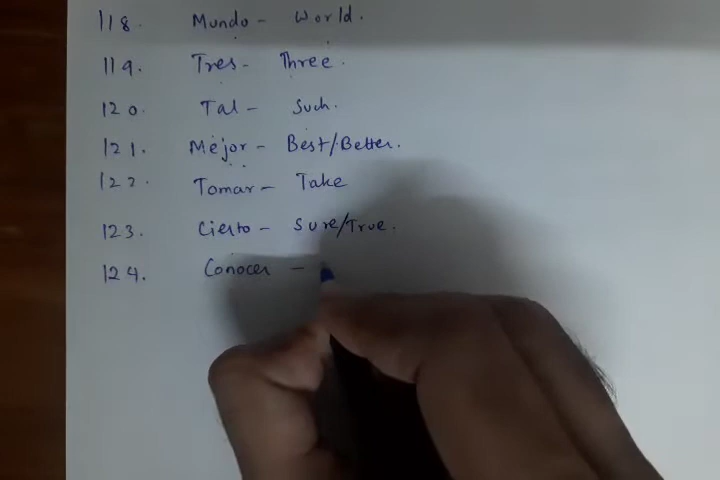 118. Mundo - World.
119. Tres - Three.
120. Tal - Such.
121. Mejor - Best/Better.
122. Tomar - Take
123. Cierto - Sure/True.
124. Conocer -